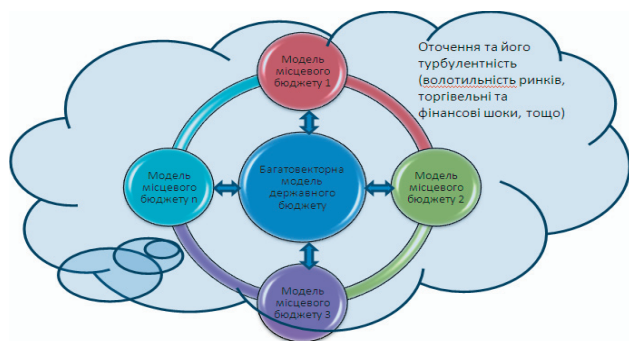 Модель
місцевого
бюджету 1
Оточення та його
турбулентність
(волотильність ринків,
торгівельні та
фінансові шоки, тощо)
Модель
місцевого
бюджету n
Багатовекторна
модель
державного
бюджету
Модель
місцевого
бюджету 2
Модель
місцевого
бюджету 3